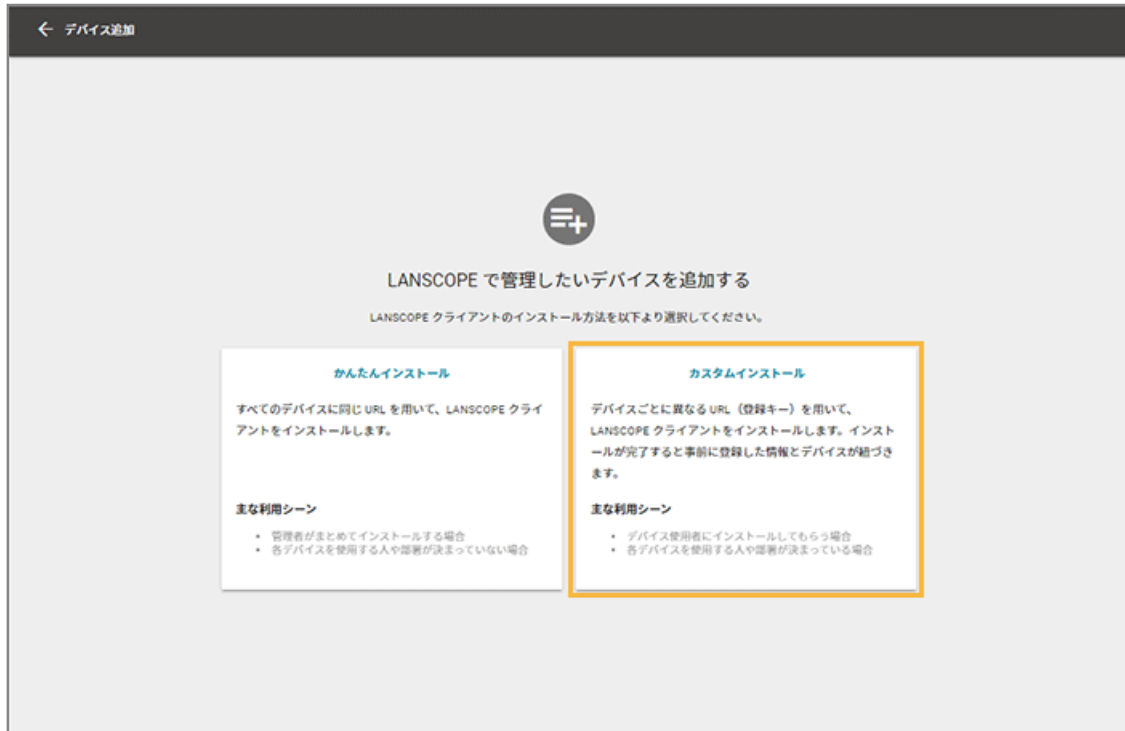 デバイス追加
LANSCOPE で管理したいデバイスを追加する
LANSCOPE クライアントのインストール方法を以下より選択してください。
かんたんインストール
すべてのデバイスに同じ URL を用いて、LANSCOPE クライ
アントをインストールします。
主な利用シーン
• 管理者がまとめてインストールする場合
• 各デバイスを使用する人や部署が決まっていない場合
カスタムインストール
デバイスごとに異なる URL（登録キー）を用いて、
LANSCOPE クライアントをインストールします。インスト
ールが完了すると事前に登録した情報とデバイスが紐づき
ます。
主な利用シーン
• デバイス使用者にインストールしてもらう場合
• 各デバイスを使用する人や部署が決まっている場合